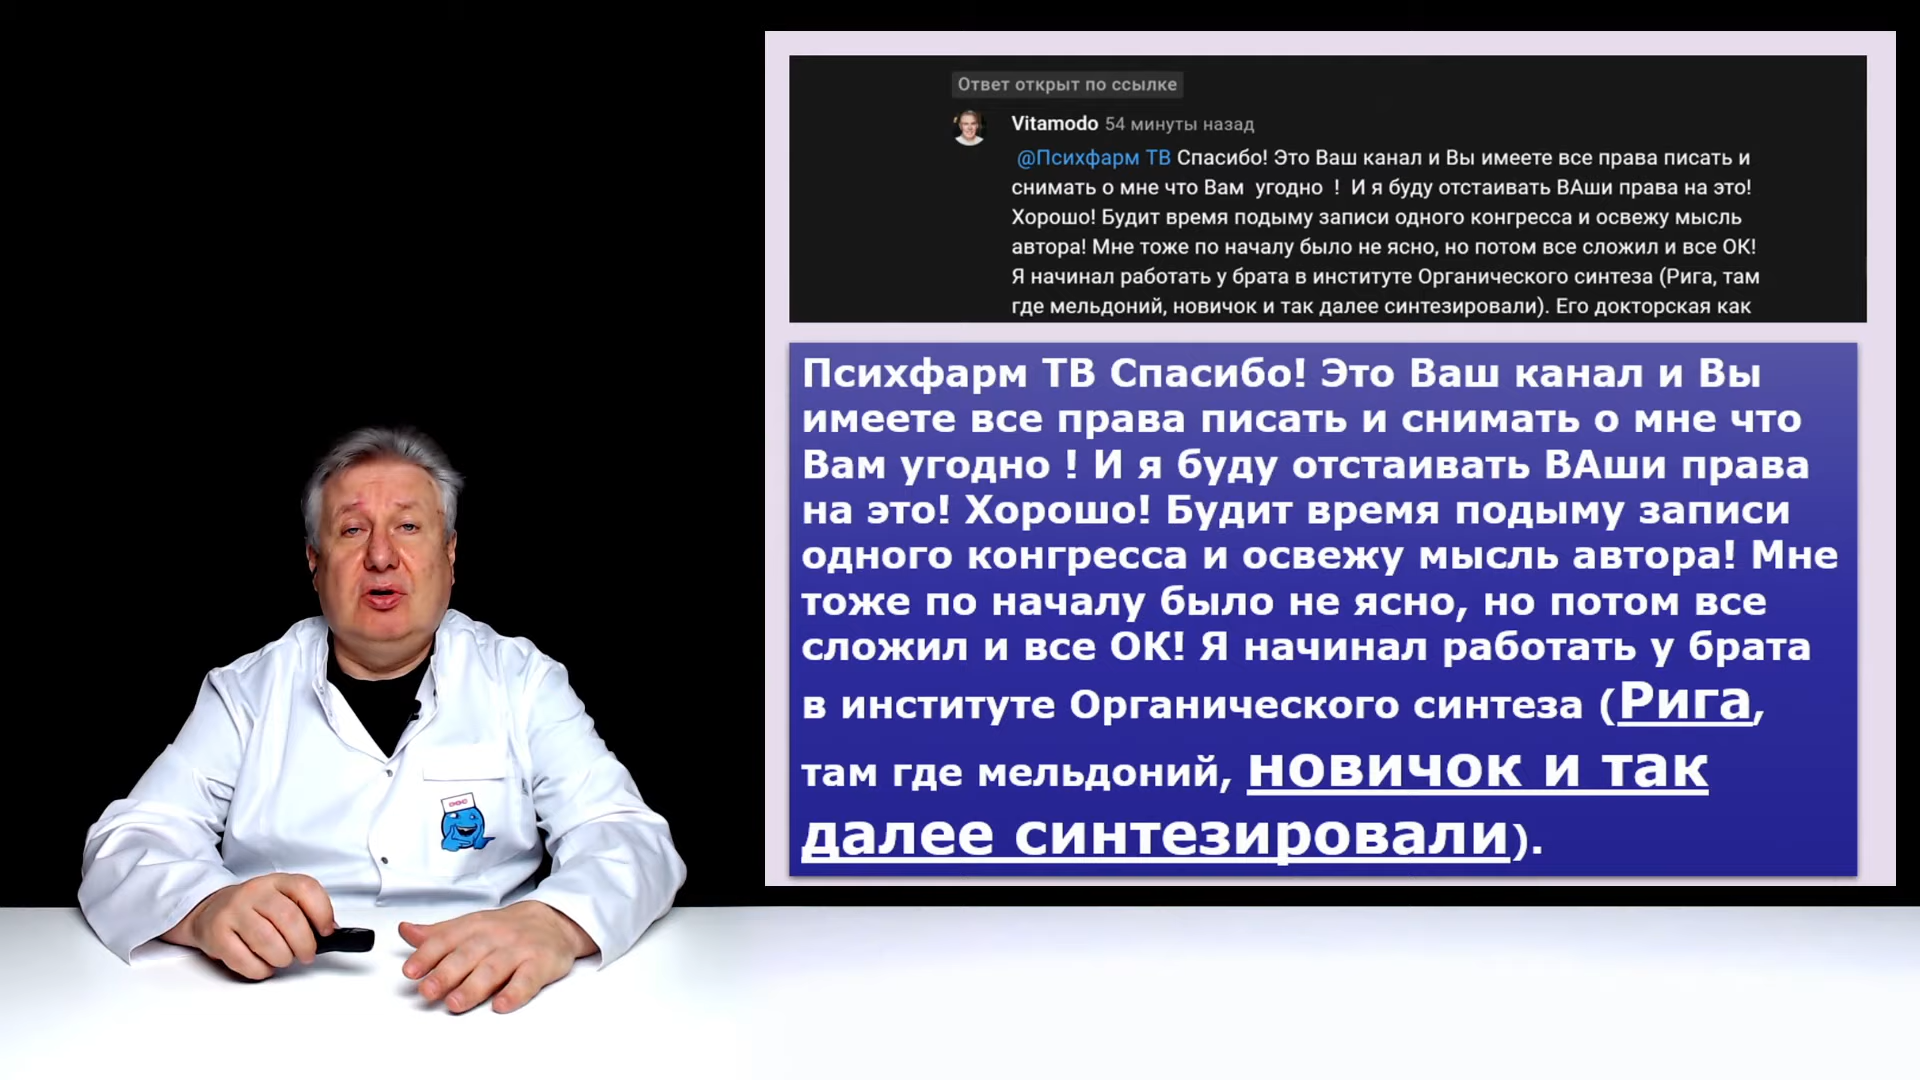 Ответ открыт по ссылке
Vitamodo 54 минуты назад
@Психфарм ТВ Спасибо! Это Ваш канал и Вы имеете все права писать и
снимать о мне что Вам угодно ! И я буду отстаивать ВАши права на это!
Хорошо! Будит время подыму записи одного конгресса и освежу мысль
автора! Мне тоже по началу было не ясно, но потом все сложил и все ОК!
Я начинал работать у брата в институте Органического синтеза (Рига, там
где мельдоний, новичок и так далее синтезировали). Его докторская как
Психфарм ТВ Спасибо! Это Ваш канал и Вы
имеете все права писать и снимать о мне что
Вам угодно ! И я буду отстаивать ВАши права
на это! Хорошо! Будит время подыму записи
одного конгресса и освежу мысль автора! Мне
тоже по началу было не ясно, но потом все
сложил и все ОК! Я начинал работать у брата
в институте Органического синтеза (Рига,
там где мельдоний, новичок и так
далее синтезировали).